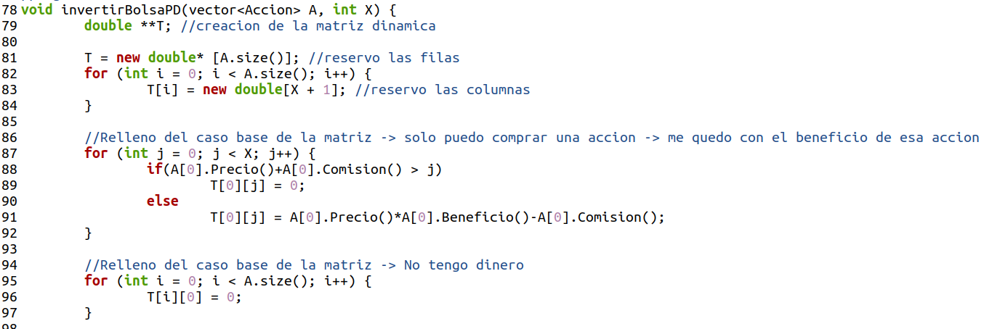 78 void invertirBolsaPD(vector<Accion> A, int X) {
79 double **T; //creacion de la matriz dinamica
80
81 T = new double* [A.size()]; //reservo las filas
82 for (int i = 0; i < A.size(); i++) {
83 T[i] = new double[X + 1]; //reservo las columnas
84 }
85
86 //Relleno del caso base de la matriz -> solo puedo comprar una accion -> me quedo con el beneficio de esa accion
87 for (int j = 0; j < X; j++) {
88 if(A[0].Precio()+A[0].Comision() > j)
89 T[0][j] = 0;
90 else
91 T[0][j] = A[0].Precio()*A[0].Beneficio()-A[0].Comision();
92 }
93
94 //Relleno del caso base de la matriz -> No tengo dinero
95 for (int i = 0; i < A.size(); i++) {
96 T[i][0] = 0;
97 }
98